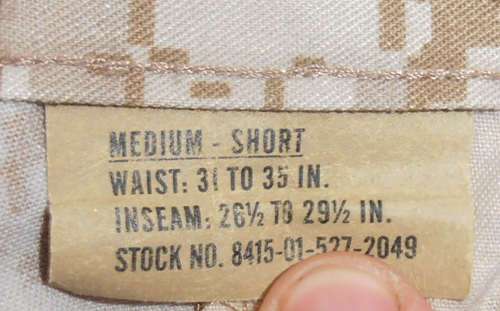 MEDIUM - SHORT
WAIST: 31 TO 35 IN.
INSEAM: 26½ TO 29½ IN.
STOCK NO. 8415-01-527-2049